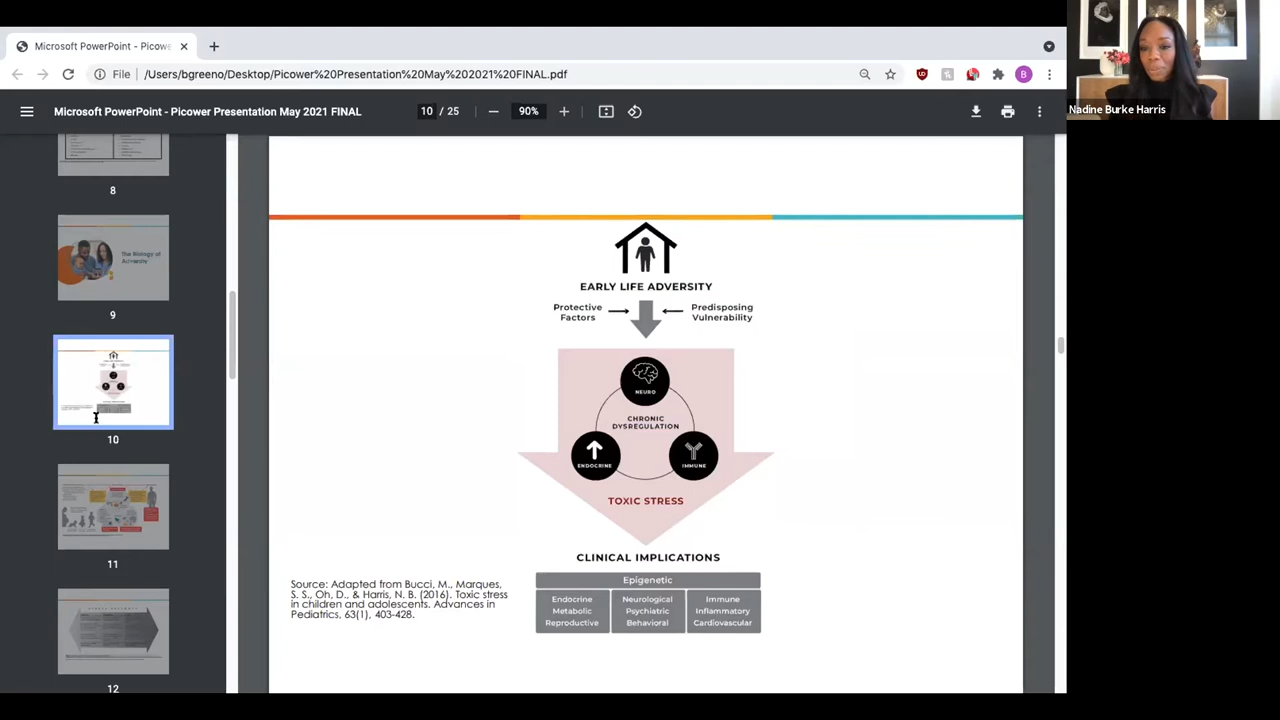 Microsoft PowerPoint - Picow
File
/Users/bgreeno/Desktop/Picower%20Presentation%20May%202021%20FINAL.pdf
B
Microsoft PowerPoint - Picower Presentation May 2021 FINAL
10 / 25
90%
Nadine Burke Harris
8
The Biology of
Adversity
9
10
11
12
EARLY LIFE ADVERSITY
Protective
Factors
Predisposing
Vulnerability
NEURO
CHRONIC
DYSREGULATION
ENDOCRINE
IMMUNE
TOXIC STRESS
CLINICAL IMPLICATIONS
Epigenetic
Endocrine
Metabolic
Reproductive
Neurological
Psychiatric
Behavioral
Immune
Inflammatory
Cardiovascular
Source: Adapted from Bucci, M., Marques,
S. S., Oh, D., & Harris, N. B. (2016). Toxic stress
in children and adolescents. Advances in
Pediatrics, 63(1). 403-428.